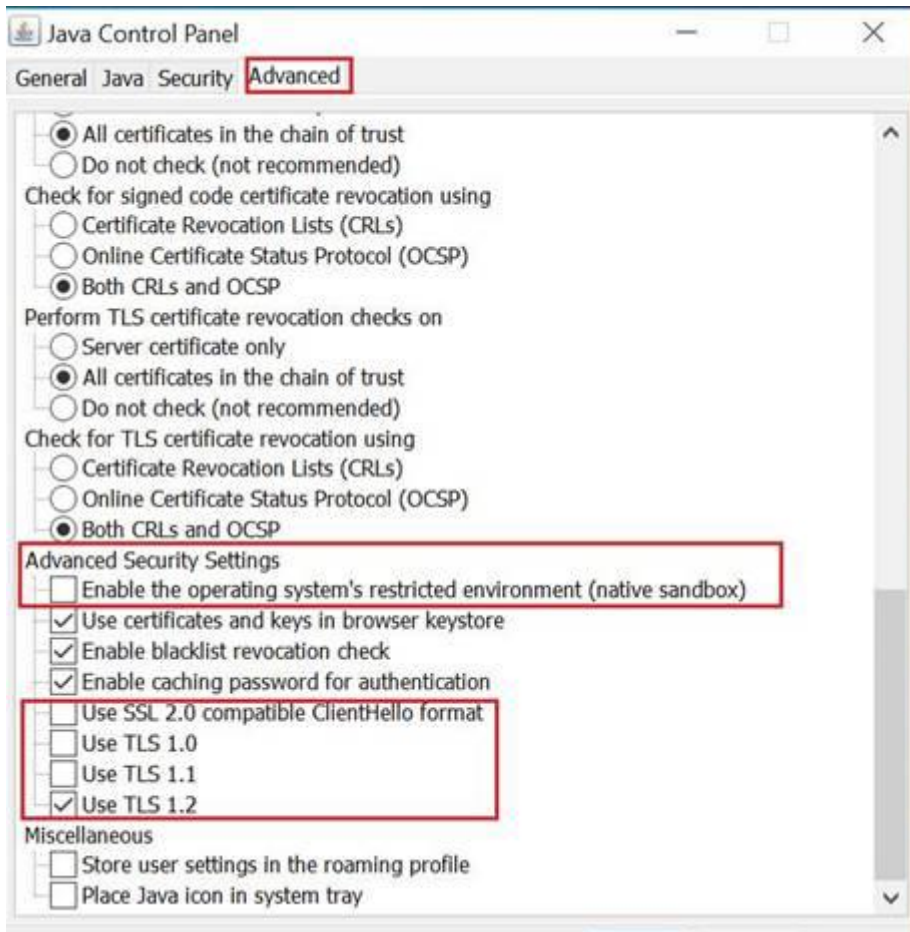 Java Control Panel
General Java Security Advanced
All certificates in the chain of trust
Do not check (not recommended)
Check for signed code certificate revocation using
Certificate Revocation Lists (CRLs)
Online Certificate Status Protocol (OCSP)
Both CRLs and OCSP
Perform TLS certificate revocation checks on
Server certificate only
All certificates in the chain of trust
Do not check (not recommended)
Check for TLS certificate revocation using
Certificate Revocation Lists (CRLs)
Online Certificate Status Protocol (OCSP)
Both CRLs and OCSP
Advanced Security Settings
Enable the operating system's restricted environment (native sandbox)
Use certificates and keys in browser keystore
Enable blacklist revocation check
Enable caching password for authentication
Use SSL 2.0 compatible ClientHello format
Use TLS 1.0
Use TLS 1.1
Use TLS 1.2
Miscellaneous
Store user settings in the roaming profile
Place Java icon in system tray